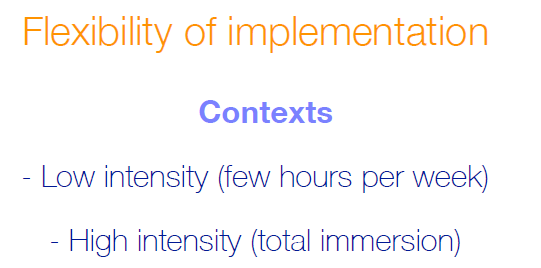 Flexibility of implementation
Contexts
- Low intensity (few hours per week)
- High intensity (total immersion)